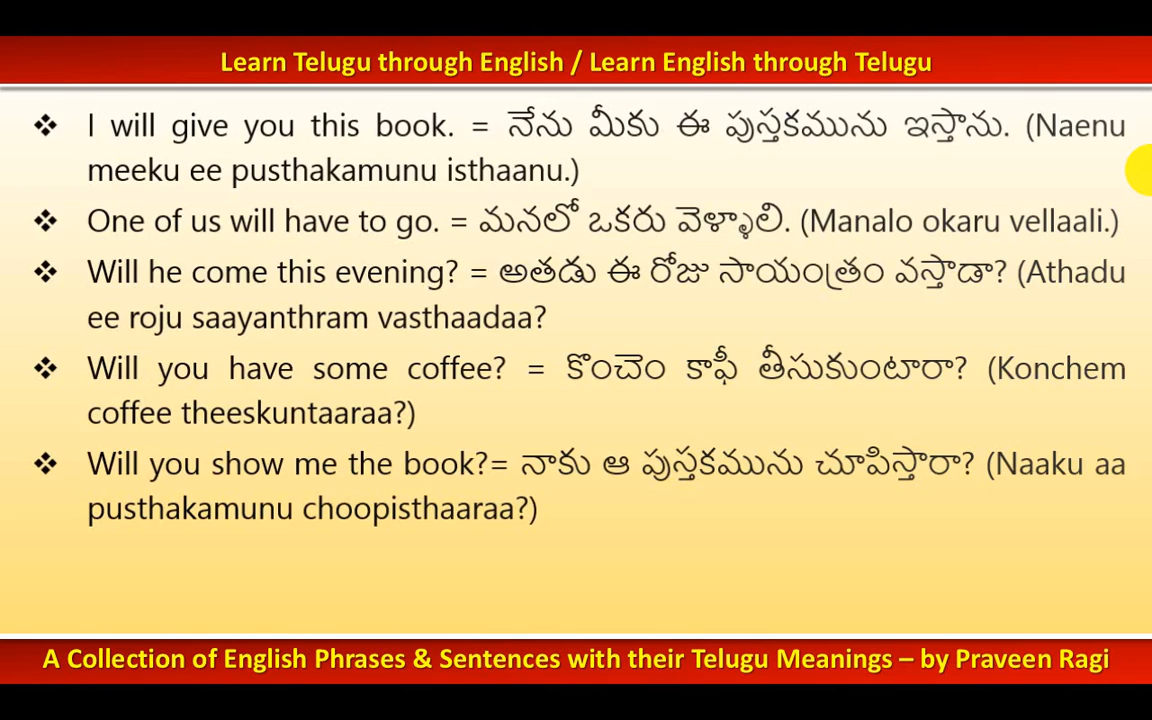 Learn Telugu through English / Learn English through Telugu
❖ I will give you this book. = నేను మీకు ఈ పుస్తకమును ఇస్తాను. (Naenu
meeku ee pusthakamunu isthaanu.)
❖ One of us will have to go. = మనలో ఒకరు వెళ్ళాలి. (Manalo okaru vellaali.)
❖ Will he come this evening? = అతడు ఈ రోజు సాయంత్రం వస్తాడా? (Athadu
ee roju saayanthram vasthaadaa?
❖ Will you have some coffee? = కొంచెం కాఫీ తీసుకుంటారా? (Konchem
coffee theeskuntaaraa?)
❖ Will you show me the book?= నాకు ఆ పుస్తకమును చూపిస్తారా? (Naaku aa
pusthakamunu choopisthaaraa?)
A Collection of English Phrases & Sentences with their Telugu Meanings – by Praveen Ragi